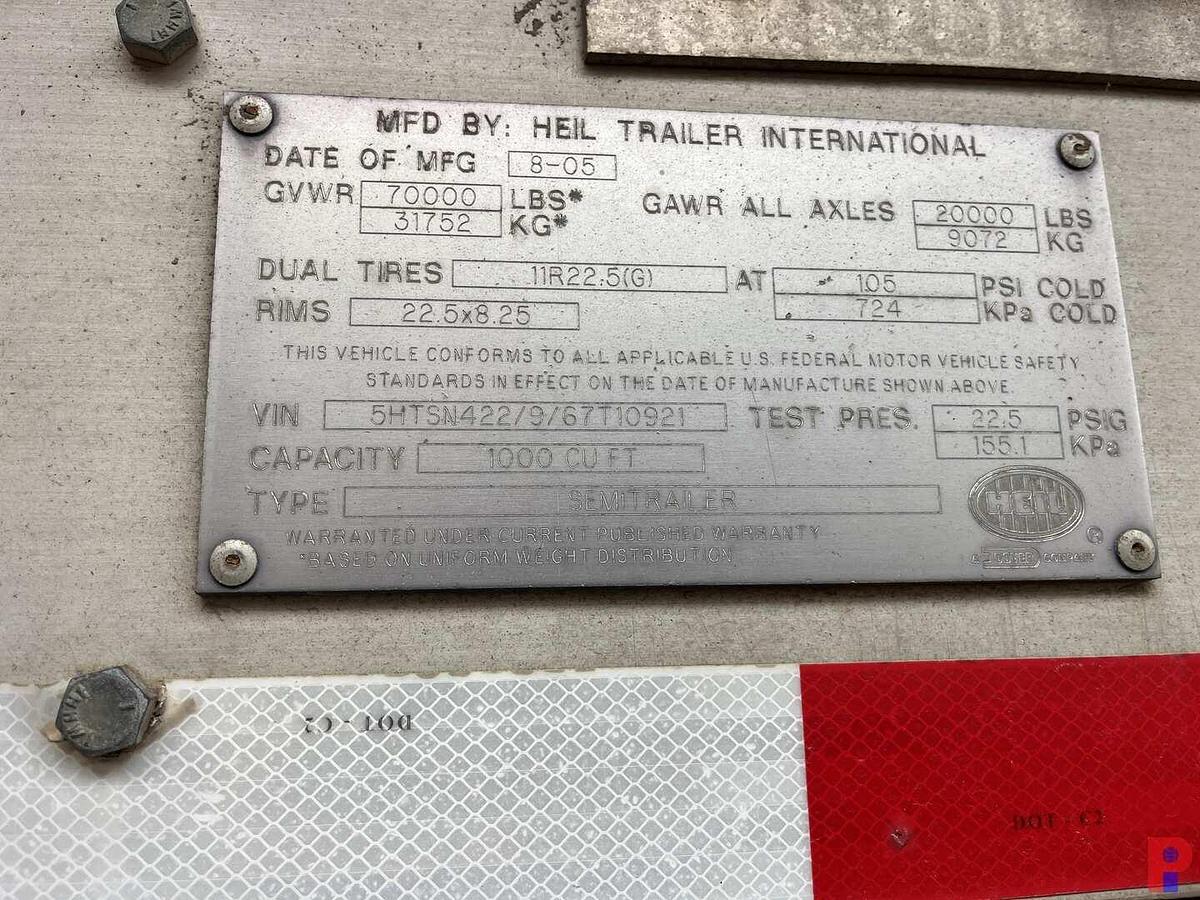 MFD BY: HEIL TRAILER INTERNATIONAL
DATE OF MFG 8-05
GVWR 70000 LBS* GAWR ALL AXLES 20000 LBS
31752 KG* 9072 KG
DUAL TIRES 11R22.5(G) AT 105 PSI COLD
RIMS 22.5x8.25 724 KPa COLD
THIS VEHICLE CONFORMS TO ALL APPLICABLE U.S. FEDERAL MOTOR VEHICLE SAFETY
STANDARDS IN EFFECT ON THE DATE OF MANUFACTURE SHOWN ABOVE.
VIN 5HTSN422/9/67T10921 TEST PRES. 22.5 PSIG
155.1 KPa
CAPACITY 1000 CU FT
TYPE SEMITRAILER
HEIL
WARRANTED UNDER CURRENT PUBLISHED WARRANTY
*BASED ON UNIFORM WEIGHT DISTRIBUTION.
®
A DOVER COMPANY
DOT - C2
DOT - C2